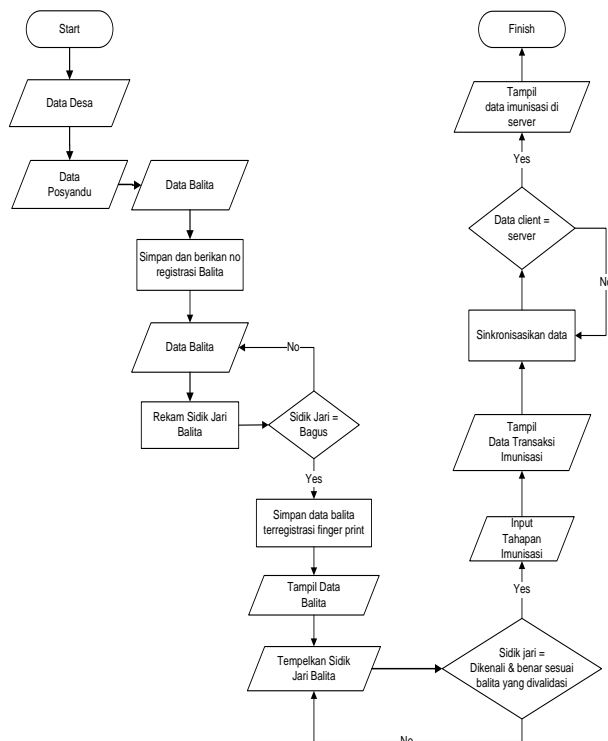 Start
Data Desa
Data
Posyandu
Data Balita
Simpan dan berikan no
registrasi Balita
Data Balita
No
Rekam Sidik Jari
Balita
Sidik Jari =
Bagus
Yes
Simpan data balita
terregistrasi finger print
Tampil Data
Balita
Tempelkan Sidik
Jari Balita
Sidik jari =
Dikenali & benar sesuai
balita yang divalidasi
No
Yes
Input
Tahapan
Imunisasi
Tampil
Data Transaksi
Imunisasi
Sinkronisasikan data
No
Data client =
server
Yes
Tampil
data imunisasi di
server
Finish